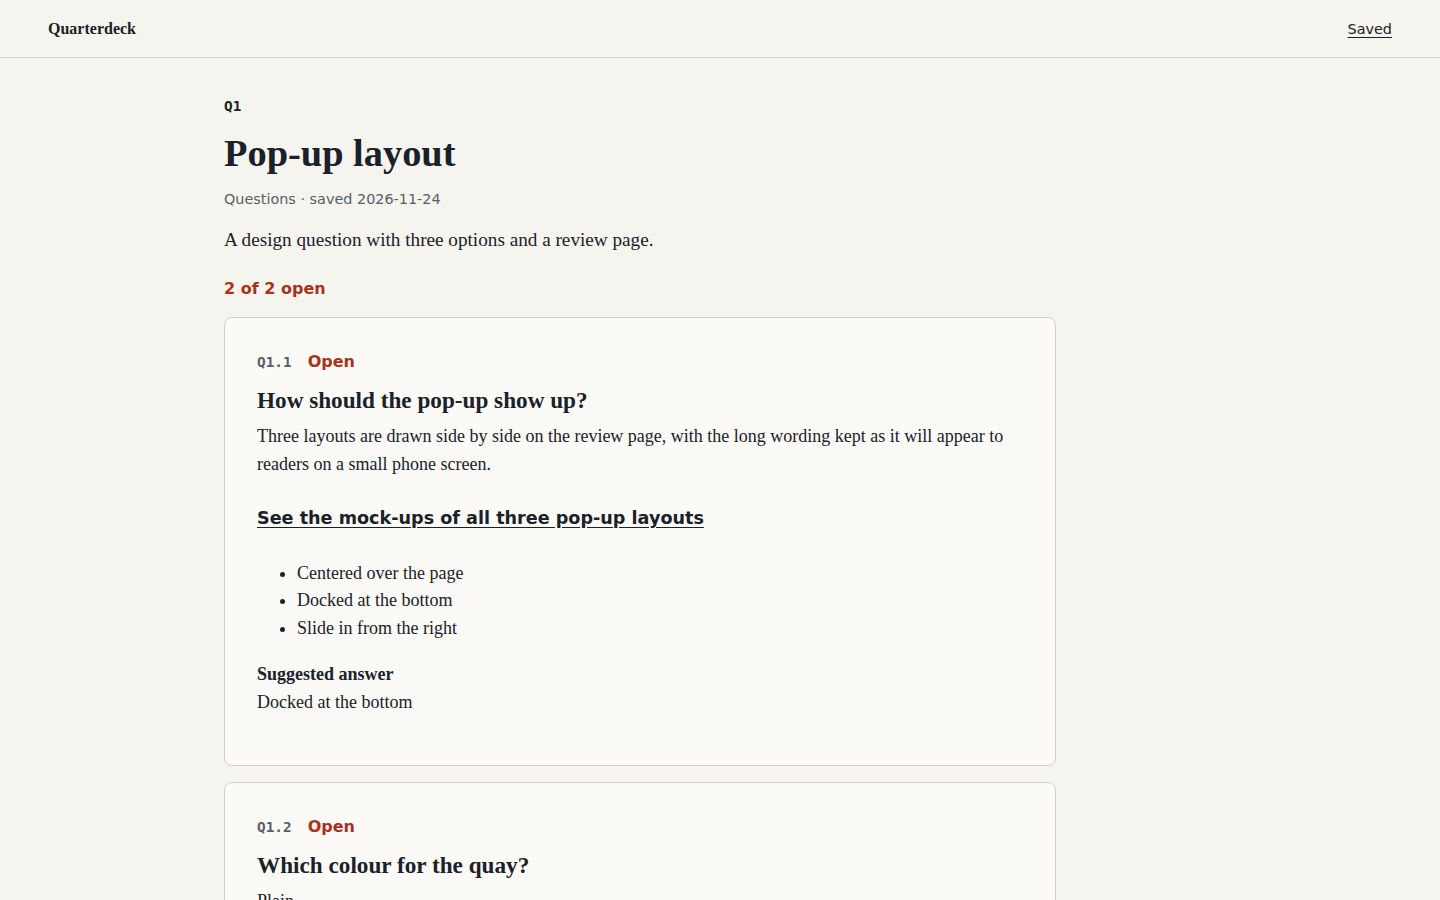 Quarterdeck
Saved
Q1
Pop-up layout
Questions · saved 2026-11-24
A design question with three options and a review page.
2 of 2 open
Q1.1 Open
How should the pop-up show up?
Three layouts are drawn side by side on the review page, with the long wording kept as it will appear to
readers on a small phone screen.
See the mock-ups of all three pop-up layouts
• Centered over the page
• Docked at the bottom
• Slide in from the right
Suggested answer
Docked at the bottom
Q1.2 Open
Which colour for the quay?
Plain